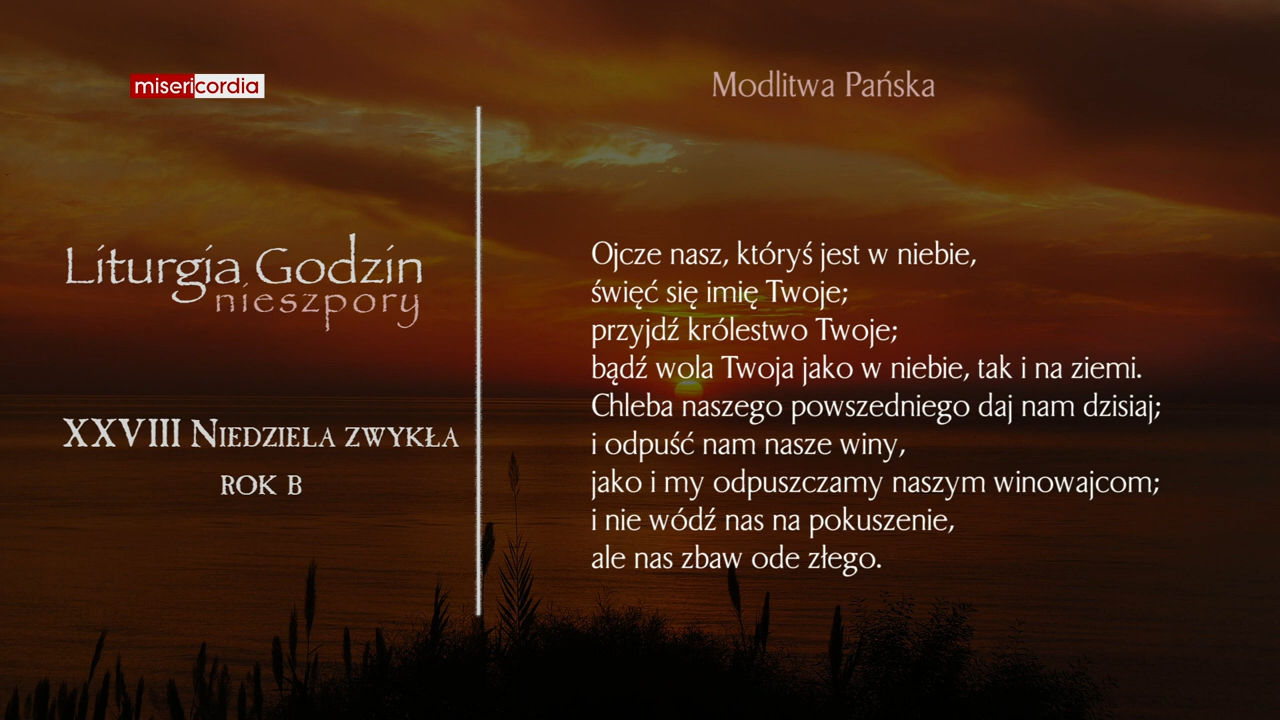 misericordia
Liturgia Godzin
nieszpory
XXVIII Niedziela zwykła
rok B
Modlitwa Pańska
Ojcze nasz, któryś jest w niebie,
święć się imię Twoje;
przyjdź królestwo Twoje;
bądź wola Twoja jako w niebie, tak i na ziemi.
Chleba naszego powszedniego daj nam dzisiaj;
i odpuść nam nasze winy,
jako i my odpuszczamy naszym winowajcom;
i nie wódź nas na pokuszenie,
ale nas zbaw ode złego.